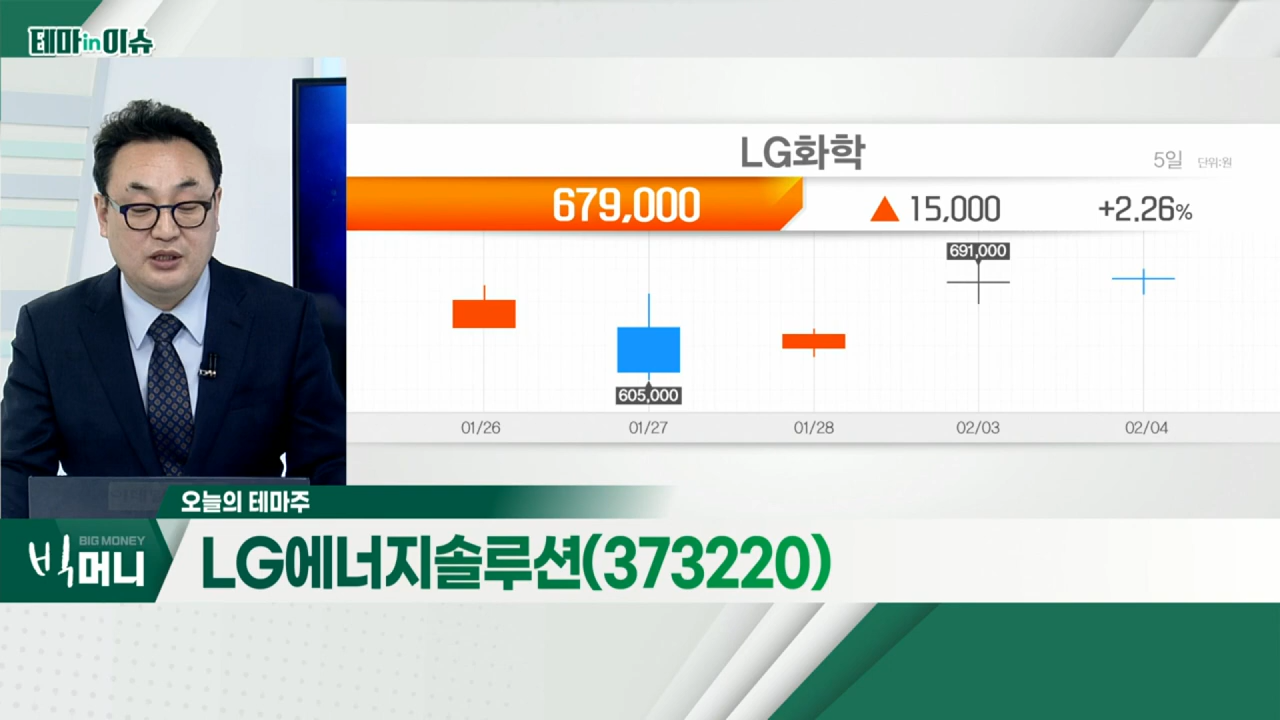 테마in이슈
LG화학
5일 단위:원
679,000 ▲ 15,000 +2.26%
691,000
605,000
01/26 01/27 01/28 02/03 02/04
오늘의 테마주
BIG MONEY
빅머니
LG에너지솔루션(373220)